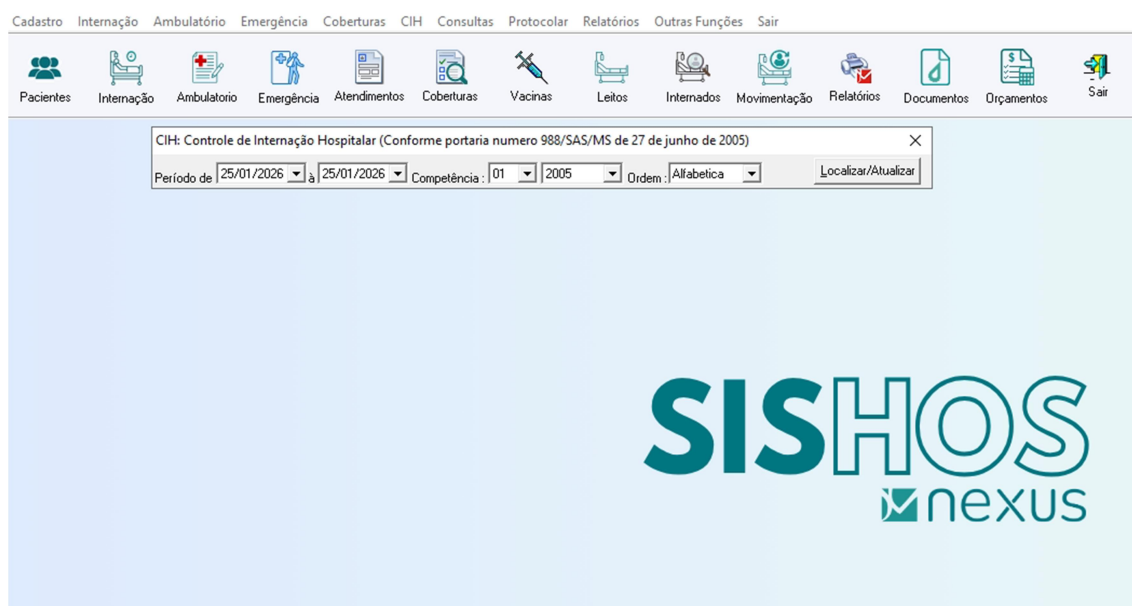 Cadastro Internação Ambulatório Emergência Coberturas CIH Consultas Protocolar Relatórios Outras Funções Sair
Pacientes Internação Ambulatorio Emergência Atendimentos Coberturas Vacinas Leitos Internados Movimentação Relatórios Documentos Orçamentos Sair
CIH: Controle de Internação Hospitalar (Conforme portaria numero 988/SAS/MS de 27 de junho de 2005)
Período de 25/01/2026 à 25/01/2026 Competência : 01 2005 Ordem : Alfabetica Localizar/Atualizar
SISHOS
nexus